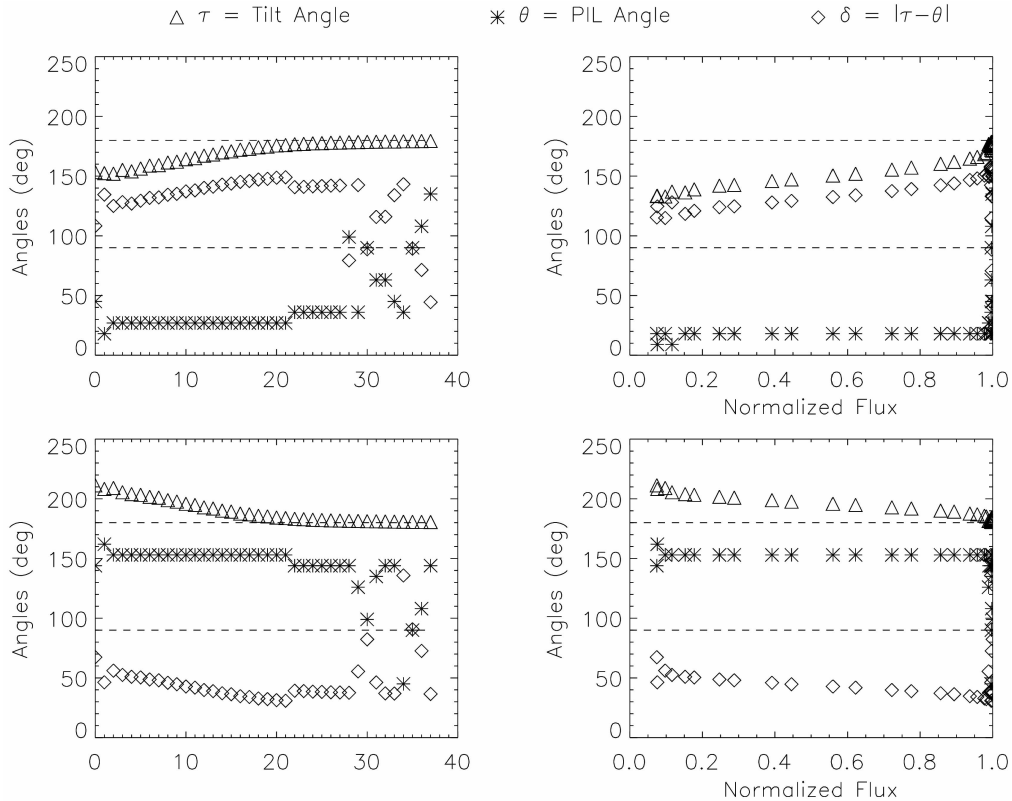 △ τ = Tilt Angle
✳ θ = PIL Angle
◇ δ = |τ−θ|
250
200
150
100
50
0
Angles (deg)
0 10 20 30 40
250
200
150
100
50
0
Angles (deg)
0.0 0.2 0.4 0.6 0.8 1.0
Normalized Flux
250
200
150
100
50
0
Angles (deg)
0 10 20 30 40
250
200
150
100
50
0
Angles (deg)
0.0 0.2 0.4 0.6 0.8 1.0
Normalized Flux